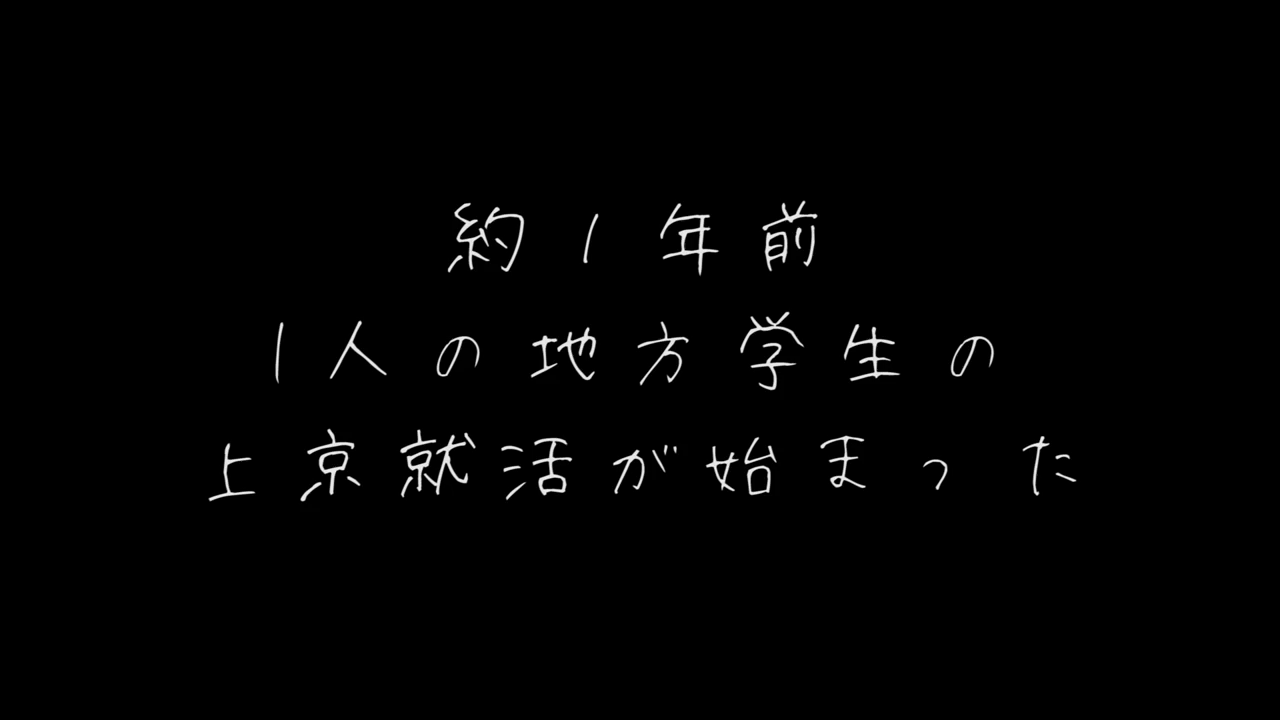 約1年前
1人の地方学生の
上京就活が始まった